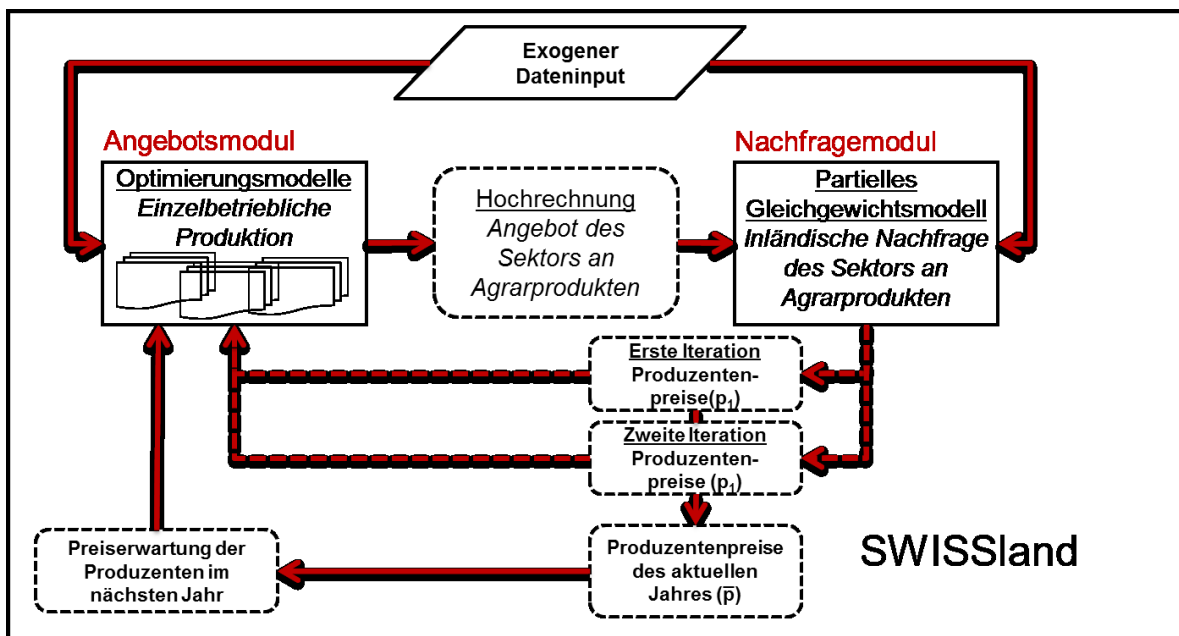 Exogener
Dateninput
Angebotsmodul
Nachfragemodul
Optimierungsmodelle
Einzelbetriebliche
Produktion
Hochrechnung
Angebot des
Sektors an
Agrarprodukten
Partielles
Gleichgewichtsmodell
Inländische Nachfrage
des Sektors an
Agrarprodukten
Erste Iteration
Produzenten-
preise(p₁)
Zweite Iteration
Produzenten-
preise (p₁)
Preiserwartung der
Produzenten im
nächsten Jahr
Produzentenpreise
des aktuellen
Jahres (p̅)
SWISSland